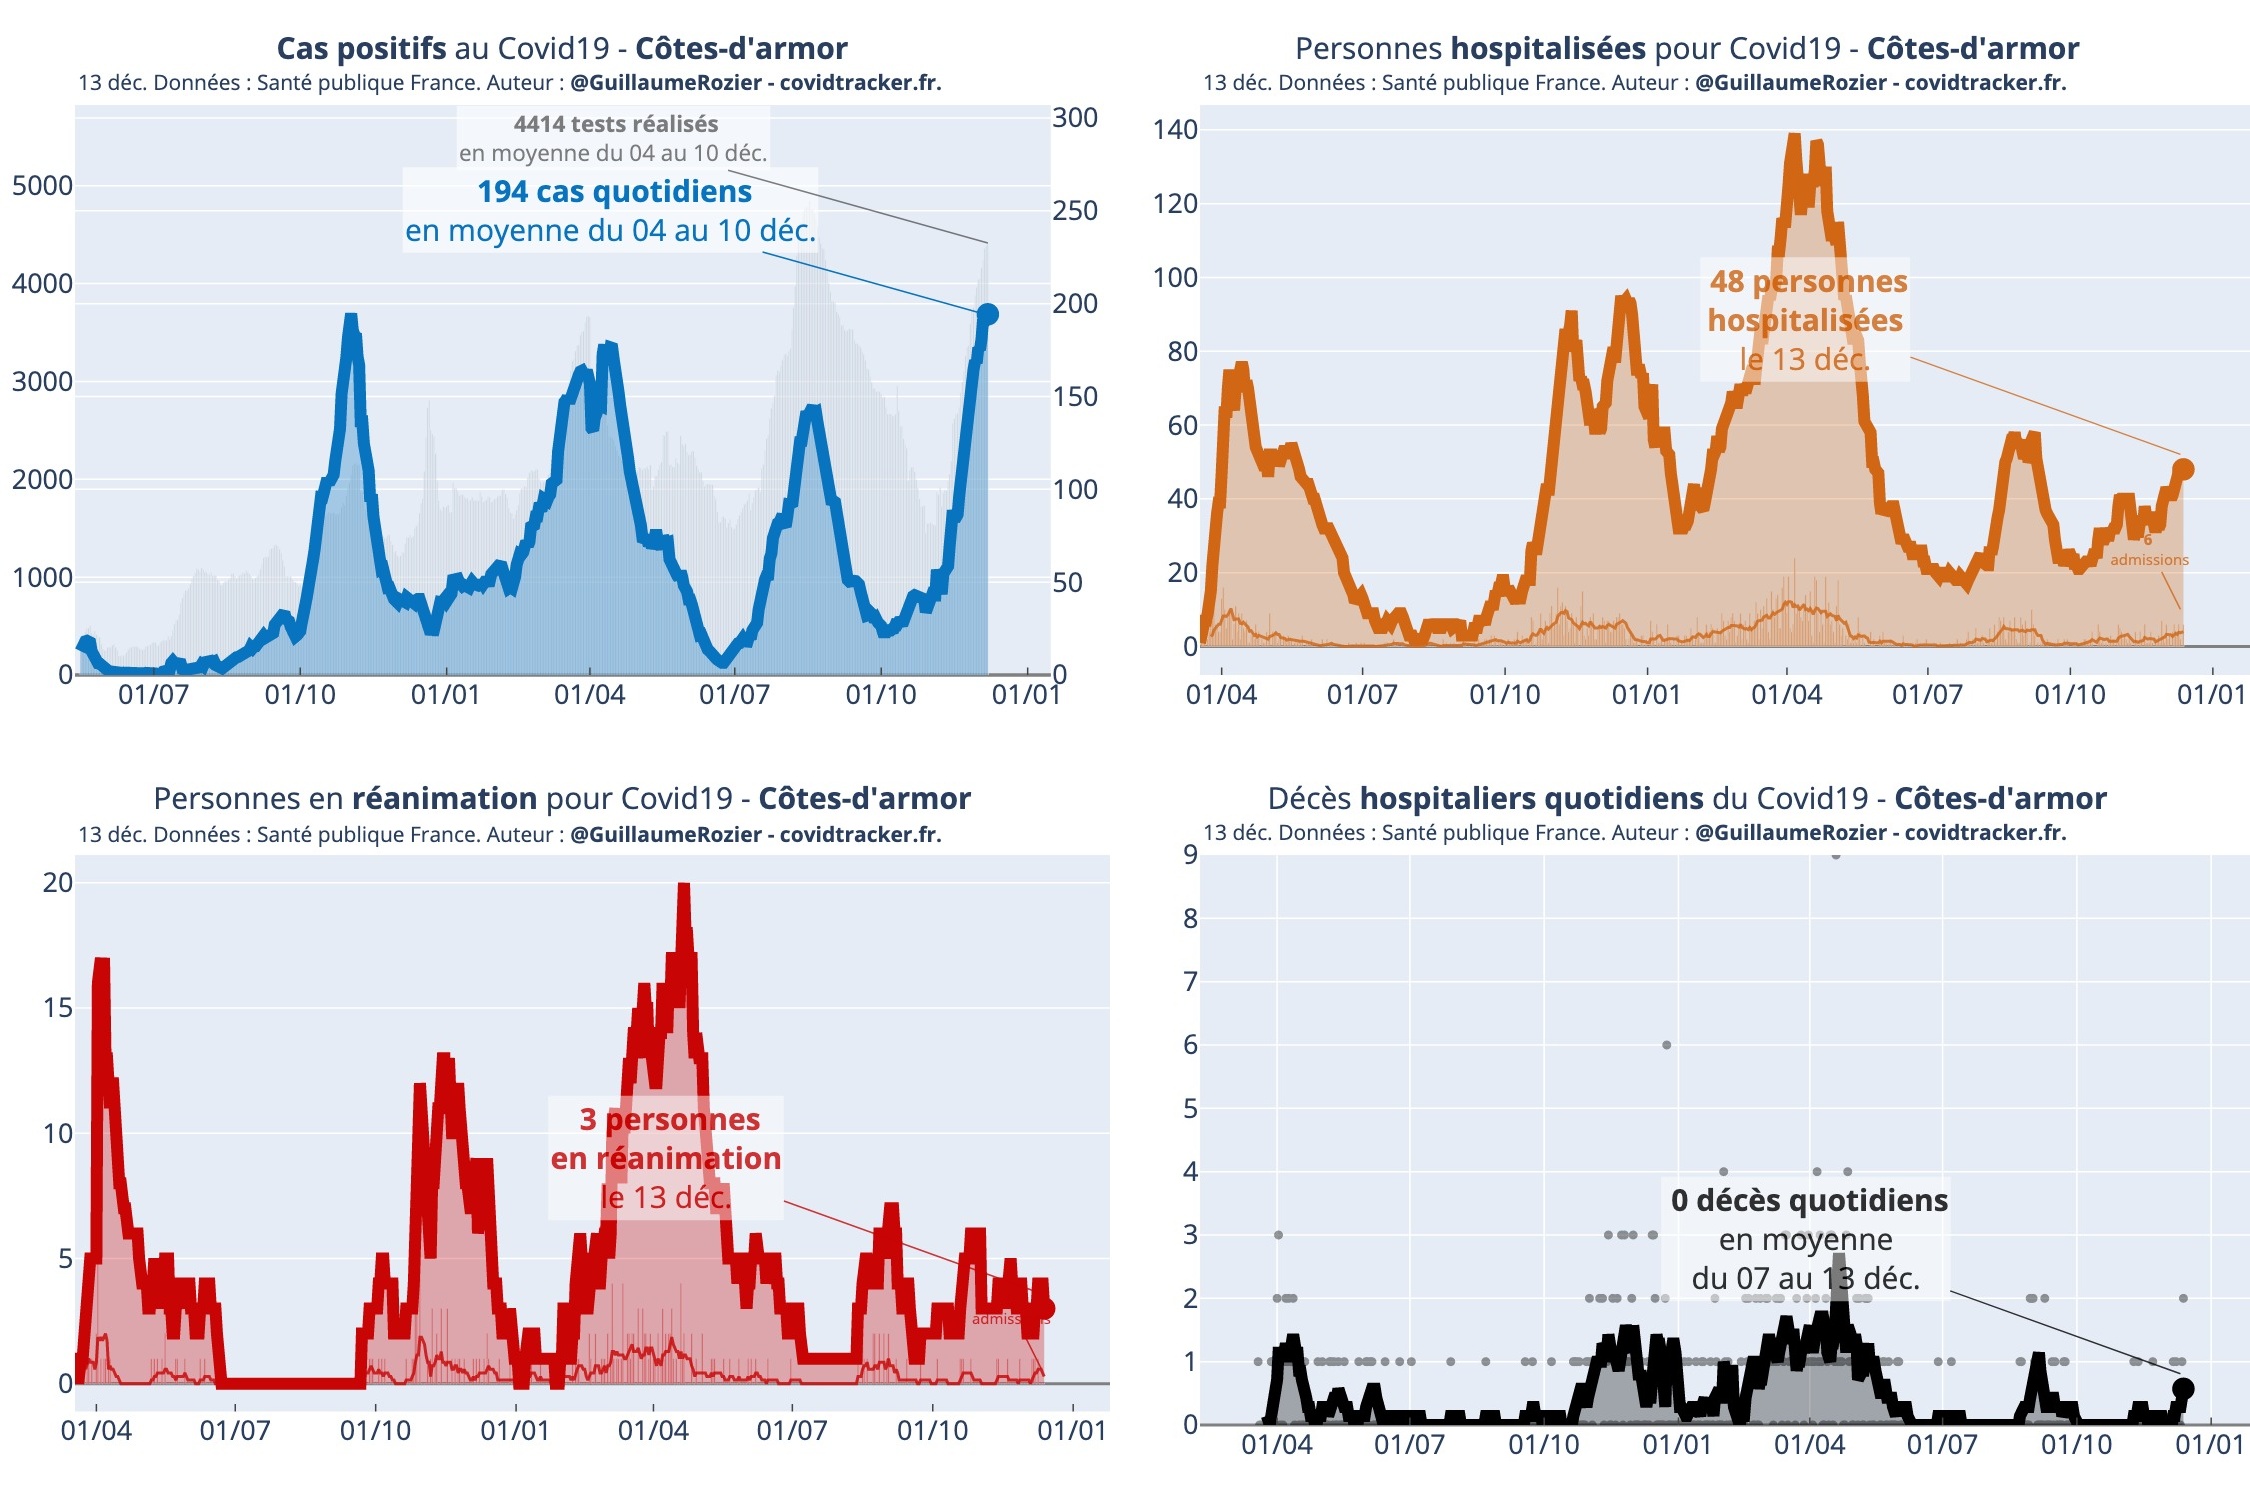 Cas positifs au Covid19 - Côtes-d'armor
13 déc. Données : Santé publique France. Auteur : @GuillaumeRozier - covidtracker.fr.
4414 tests réalisés
en moyenne du 04 au 10 déc.
194 cas quotidiens
en moyenne du 04 au 10 déc.
5000
4000
3000
2000
1000
0
300
250
200
150
100
50
0
01/07
01/10
01/01
01/04
01/07
01/10
01/01
Personnes hospitalisées pour Covid19 - Côtes-d'armor
13 déc. Données : Santé publique France. Auteur : @GuillaumeRozier - covidtracker.fr.
140
120
100
80
60
40
20
0
48 personnes
hospitalisées
le 13 déc.
6
admissions
01/04
01/07
01/10
01/01
01/04
01/07
01/10
01/01
Personnes en réanimation pour Covid19 - Côtes-d'armor
13 déc. Données : Santé publique France. Auteur : @GuillaumeRozier - covidtracker.fr.
20
15
10
5
0
3 personnes
en réanimation
le 13 déc.
admissions
01/04
01/07
01/10
01/01
01/04
01/07
01/10
01/01
Décès hospitaliers quotidiens du Covid19 - Côtes-d'armor
13 déc. Données : Santé publique France. Auteur : @GuillaumeRozier - covidtracker.fr.
9
8
7
6
5
4
3
2
1
0
0 décès quotidiens
en moyenne
du 07 au 13 déc.
01/04
01/07
01/10
01/01
01/04
01/07
01/10
01/01